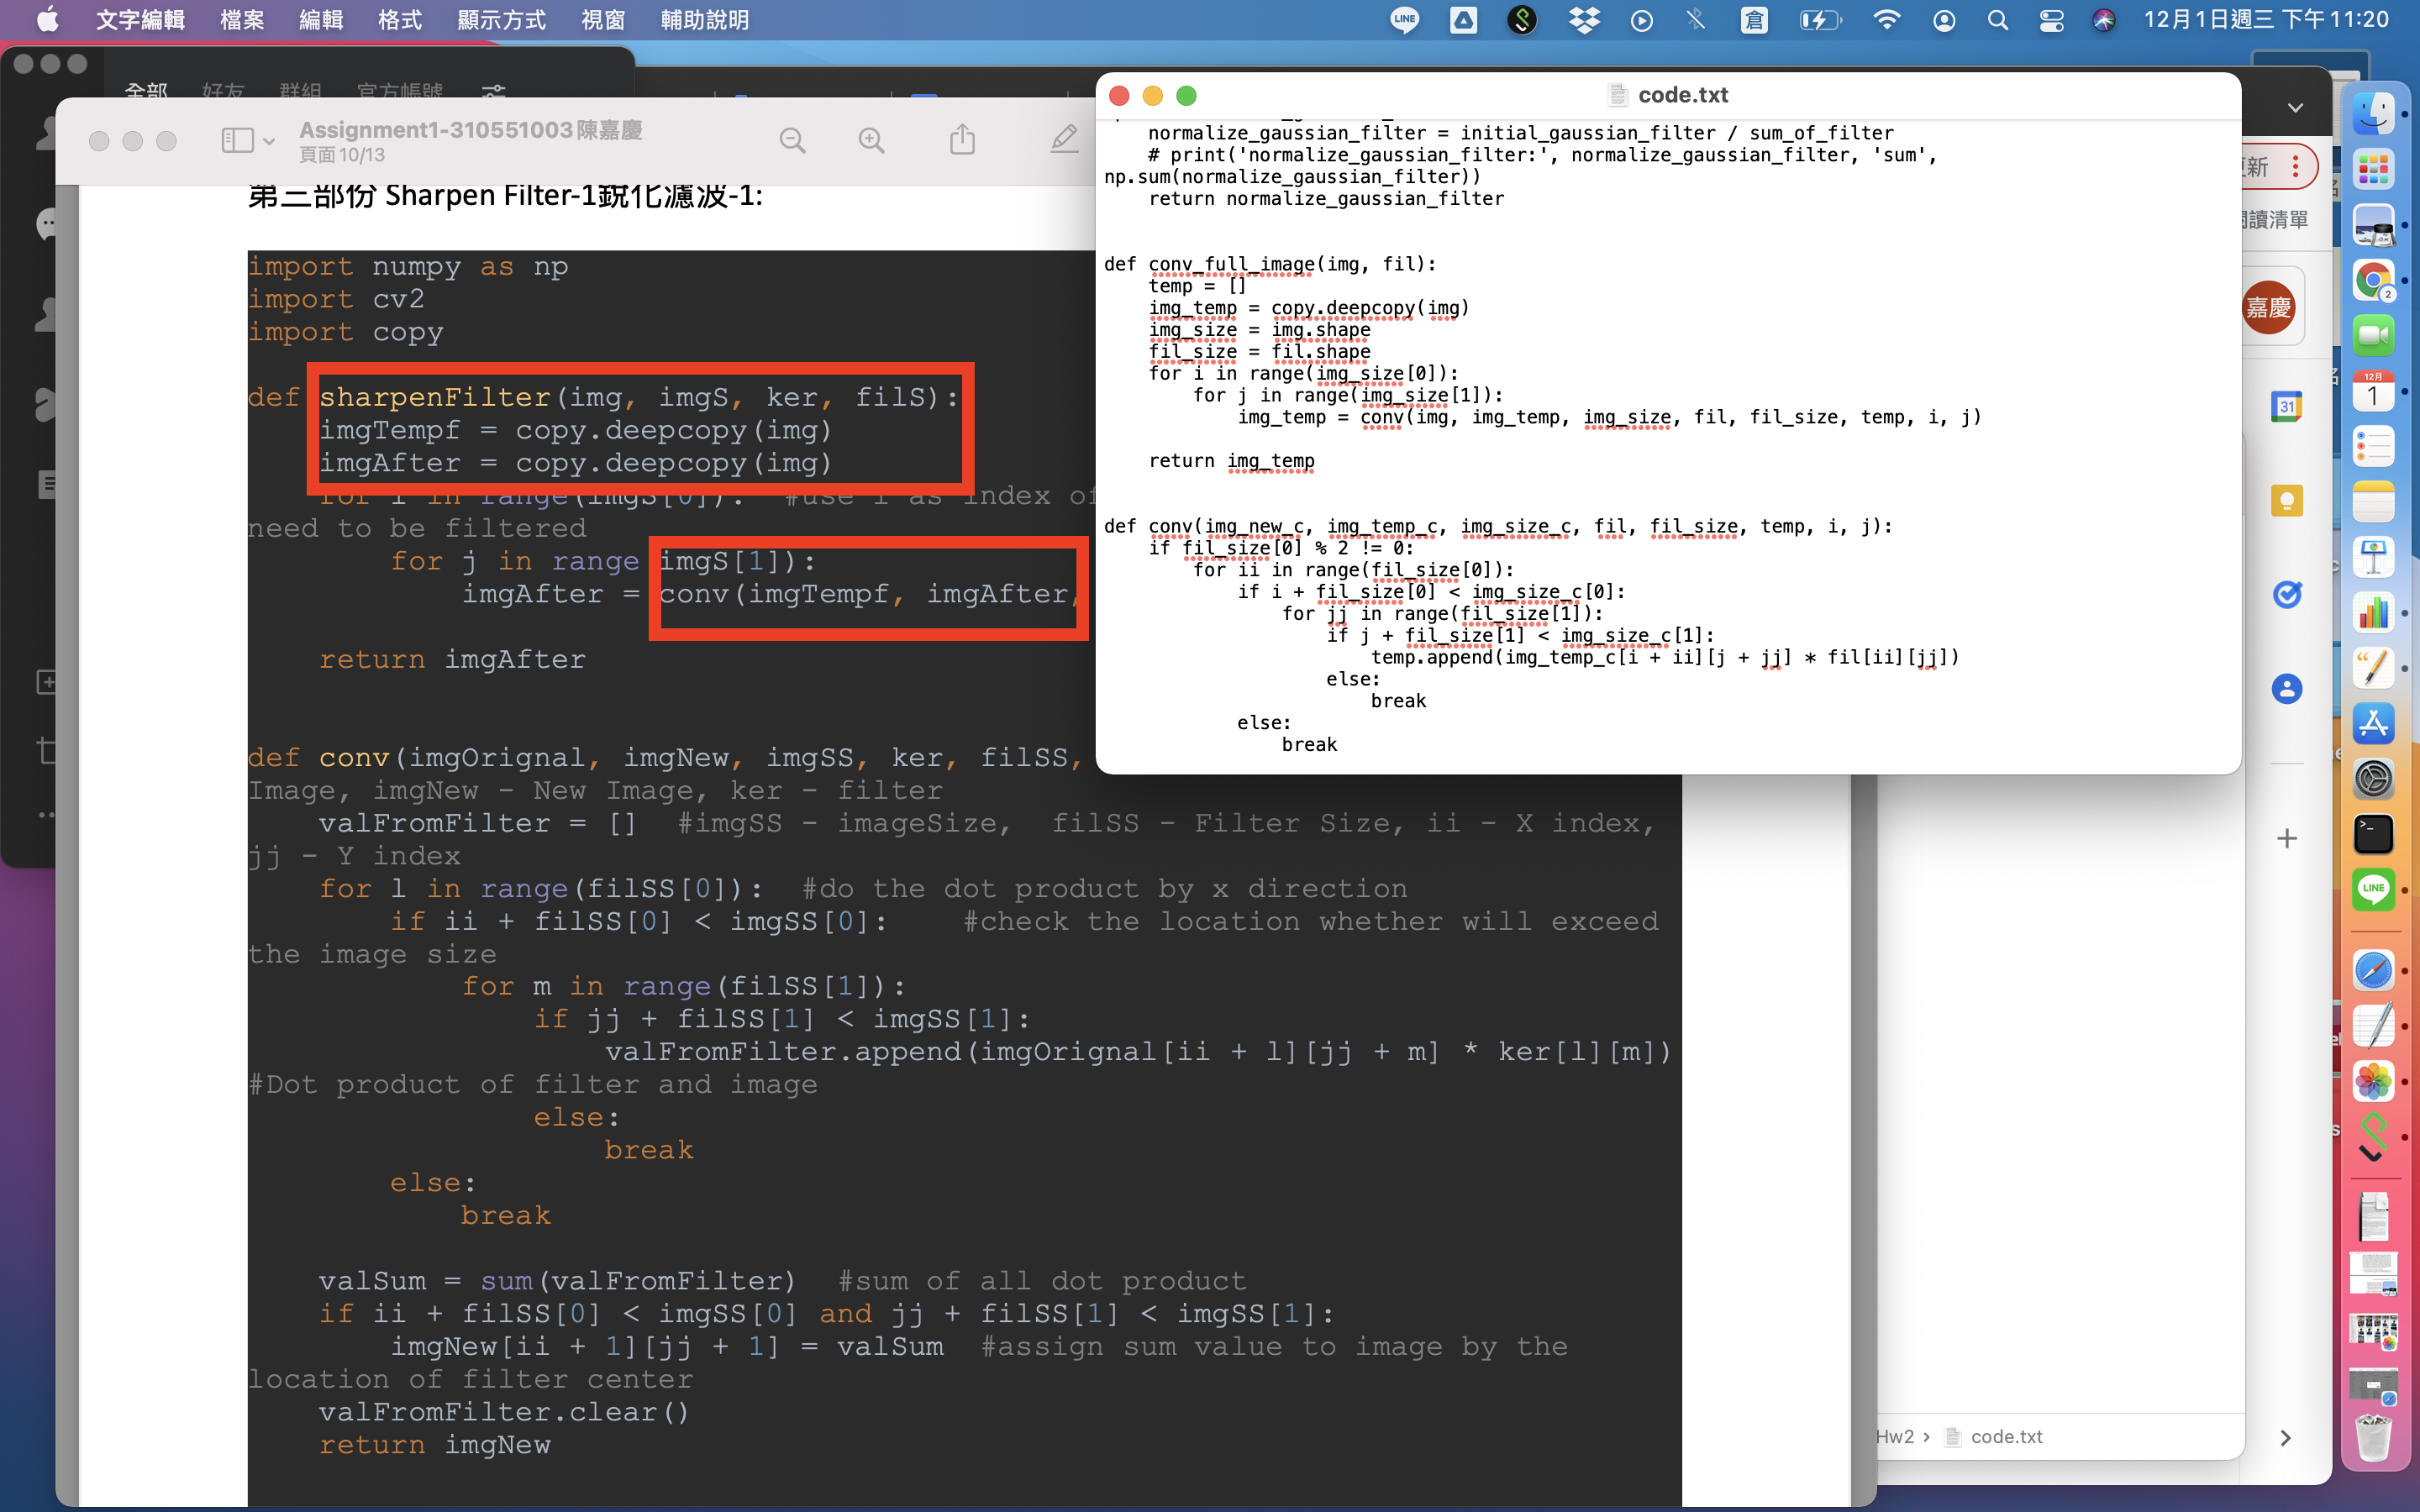 文字編輯 檔案 編輯 格式 顯示方式 視窗 輔助說明
LINE
倉
12月1日週三 下午11:20
全部 好友 群組 官方帳號
Assignment1-310551003陳嘉慶
頁面10/13
第三部份 Sharpen Filter-1銳化濾波-1:
import numpy as np
import cv2
import copy
def sharpenFilter(img, imgS, ker, filS):
imgTempf = copy.deepcopy(img)
imgAfter = copy.deepcopy(img)
for i in range(imgS[0]): #use i as index of
need to be filtered
for j in range imgS[1]):
imgAfter = conv(imgTempf, imgAfter,
return imgAfter
def conv(imgOrignal, imgNew, imgSS, ker, filSS,
Image, imgNew - New Image, ker - filter
valFromFilter = [] #imgSS - imageSize, filSS - Filter Size, ii - X index,
jj - Y index
for l in range(filSS[0]): #do the dot product by x direction
if ii + filSS[0] < imgSS[0]: #check the location whether will exceed
the image size
for m in range(filSS[1]):
if jj + filSS[1] < imgSS[1]:
valFromFilter.append(imgOrignal[ii + l][jj + m] * ker[l][m])
#Dot product of filter and image
else:
break
else:
break
valSum = sum(valFromFilter) #sum of all dot product
if ii + filSS[0] < imgSS[0] and jj + filSS[1] < imgSS[1]:
imgNew[ii + 1][jj + 1] = valSum #assign sum value to image by the
location of filter center
valFromFilter.clear()
return imgNew
code.txt
normalize_gaussian_filter = initial_gaussian_filter / sum_of_filter
# print('normalize_gaussian_filter:', normalize_gaussian_filter, 'sum',
np.sum(normalize_gaussian_filter))
return normalize_gaussian_filter
def conv_full_image(img, fil):
temp = []
img_temp = copy.deepcopy(img)
img_size = img.shape
fil_size = fil.shape
for i in range(img_size[0]):
for j in range(img_size[1]):
img_temp = conv(img, img_temp, img_size, fil, fil_size, temp, i, j)
return img_temp
def conv(img_new_c, img_temp_c, img_size_c, fil, fil_size, temp, i, j):
if fil_size[0] % 2 != 0:
for ii in range(fil_size[0]):
if i + fil_size[0] < img_size_c[0]:
for jj in range(fil_size[1]):
if j + fil_size[1] < img_size_c[1]:
temp.append(img_temp_c[i + ii][j + jj] * fil[ii][jj])
else:
break
else:
break
更新
閱讀清單
嘉慶
31
Hw2 › code.txt
2
12月
1
LINE